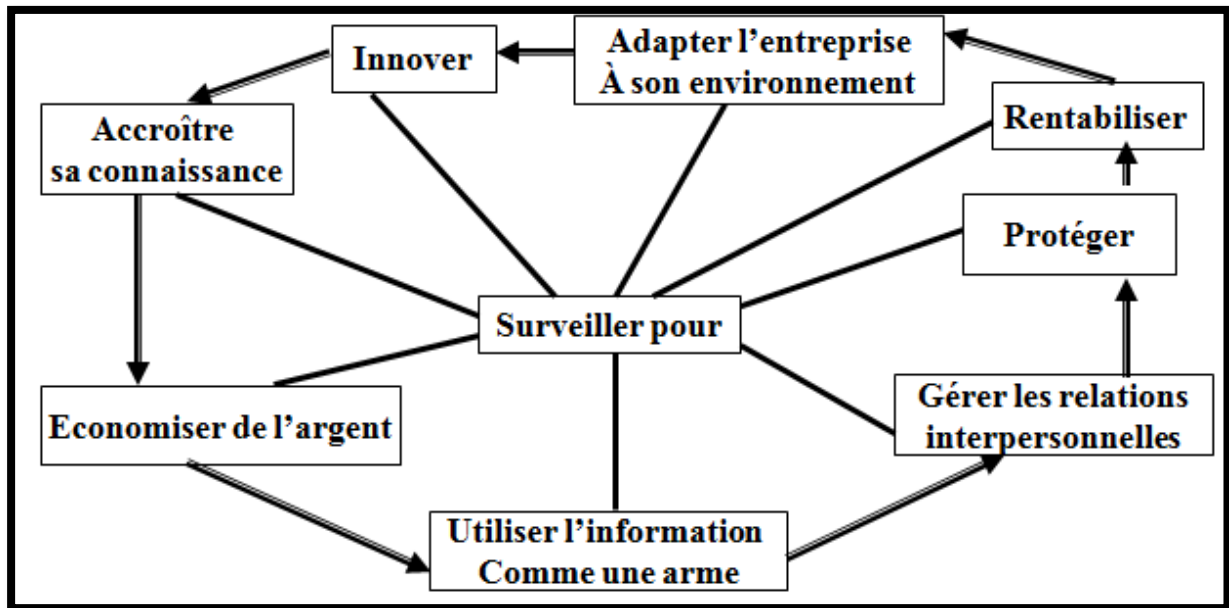 Adapter l’entreprise
À son environnement
Innover
Rentabiliser
Accroître
sa connaissance
Protéger
Surveiller pour
Gérer les relations
interpersonnelles
Economiser de l’argent
Utiliser l’information
Comme une arme